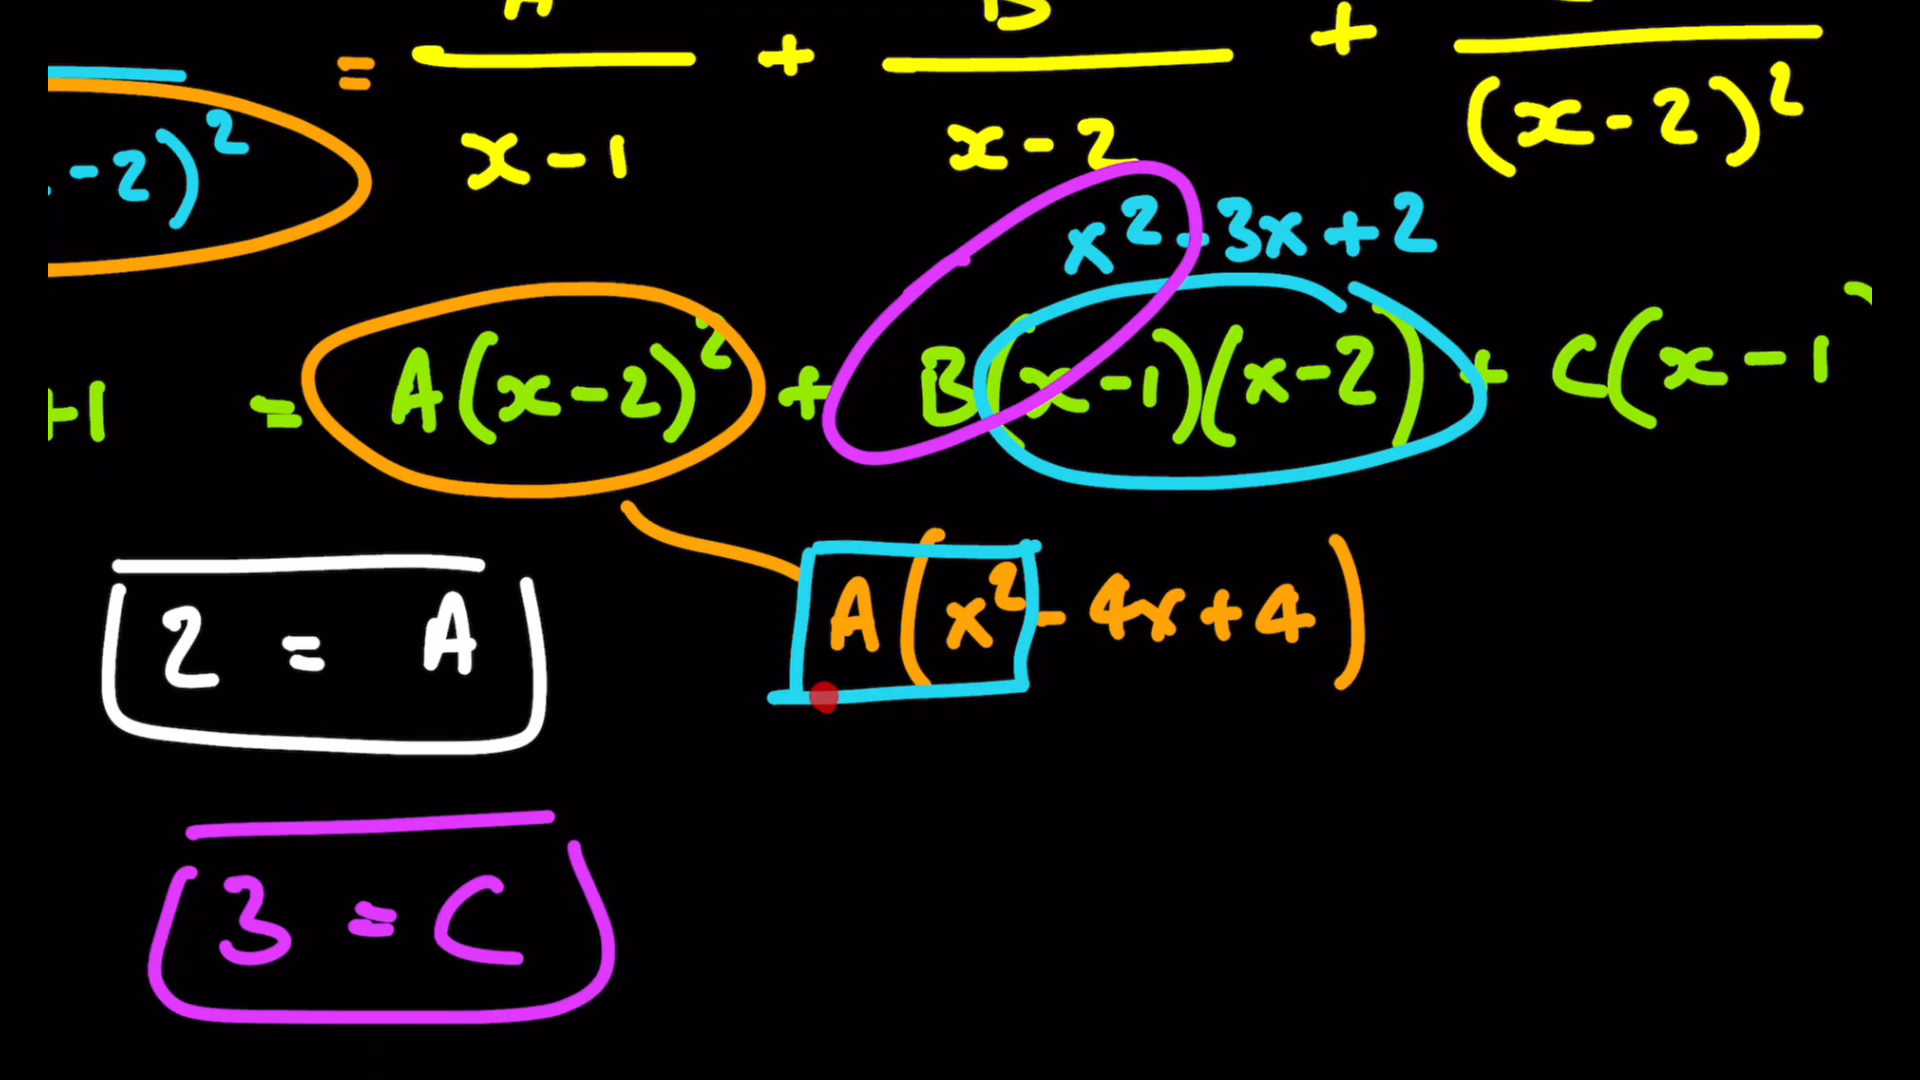 = A/(x-1) + B/(x-2) + /(x-2)²
-2)²
x²-3x+2
+1 = A(x-2)² + B(x-1)(x-2) + C(x-1)
A(x²-4x+4)
2 = A
3 = C